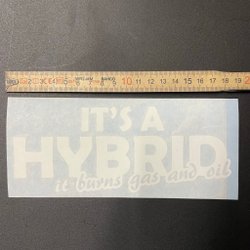 10 11 12 13 14 15 16 17 18 19
IT'S A
HYBRID
it burns gas and oil